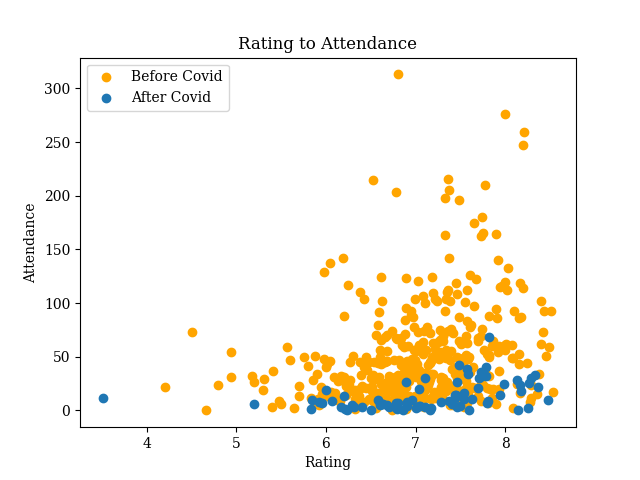 Rating to Attendance
Before Covid
After Covid
300
250
200
150
100
50
0
Attendance
4 5 6 7 8
Rating